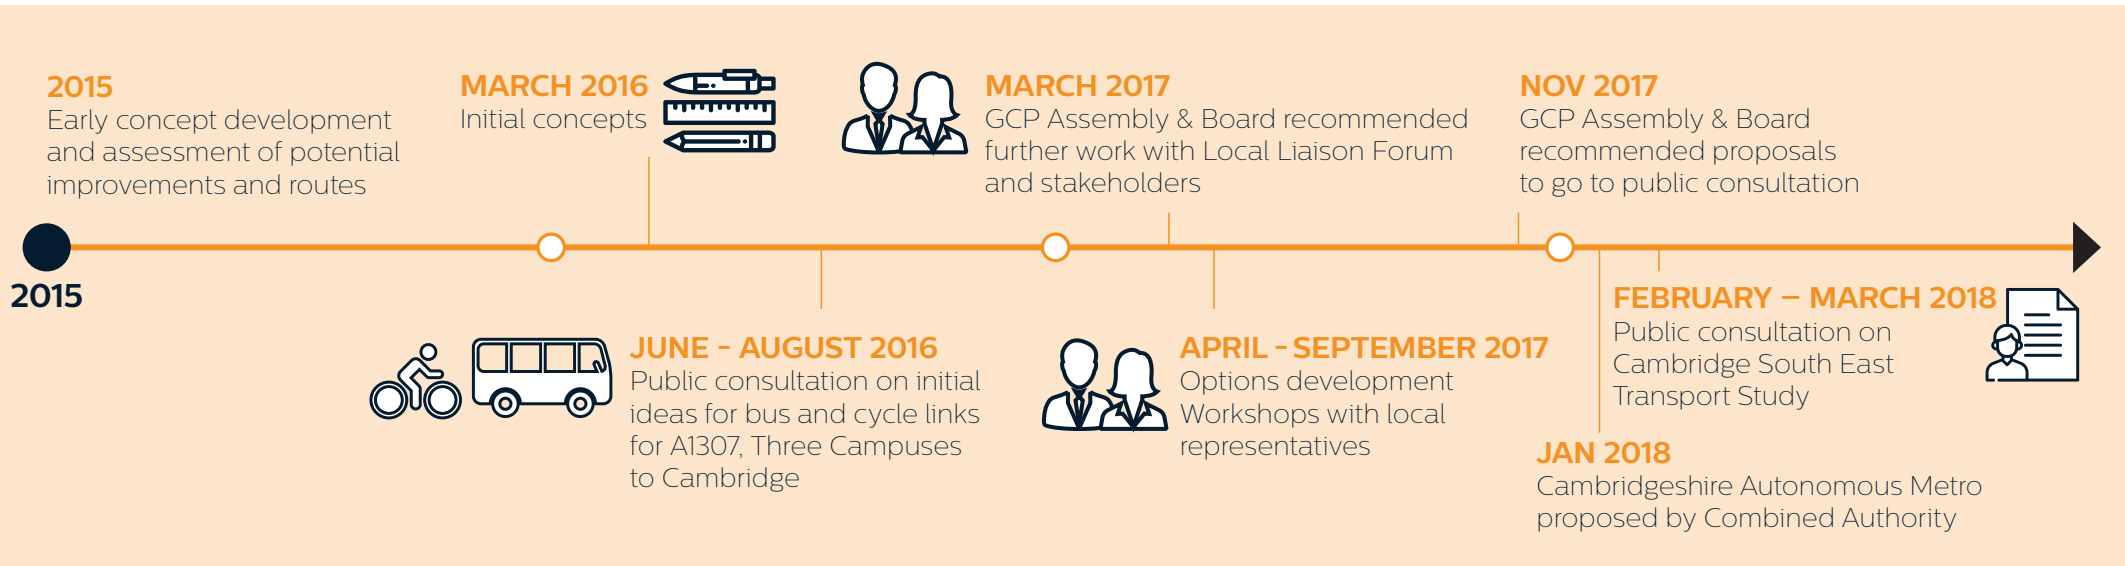 2015
Early concept development
and assessment of potential
improvements and routes
MARCH 2016
Initial concepts
MARCH 2017
GCP Assembly & Board recommended
further work with Local Liaison Forum
and stakeholders
NOV 2017
GCP Assembly & Board
recommended proposals
to go to public consultation
2015
JUNE - AUGUST 2016
Public consultation on initial
ideas for bus and cycle links
for A1307, Three Campuses
to Cambridge
APRIL - SEPTEMBER 2017
Options development
Workshops with local
representatives
FEBRUARY – MARCH 2018
Public consultation on
Cambridge South East
Transport Study
JAN 2018
Cambridgeshire Autonomous Metro
proposed by Combined Authority